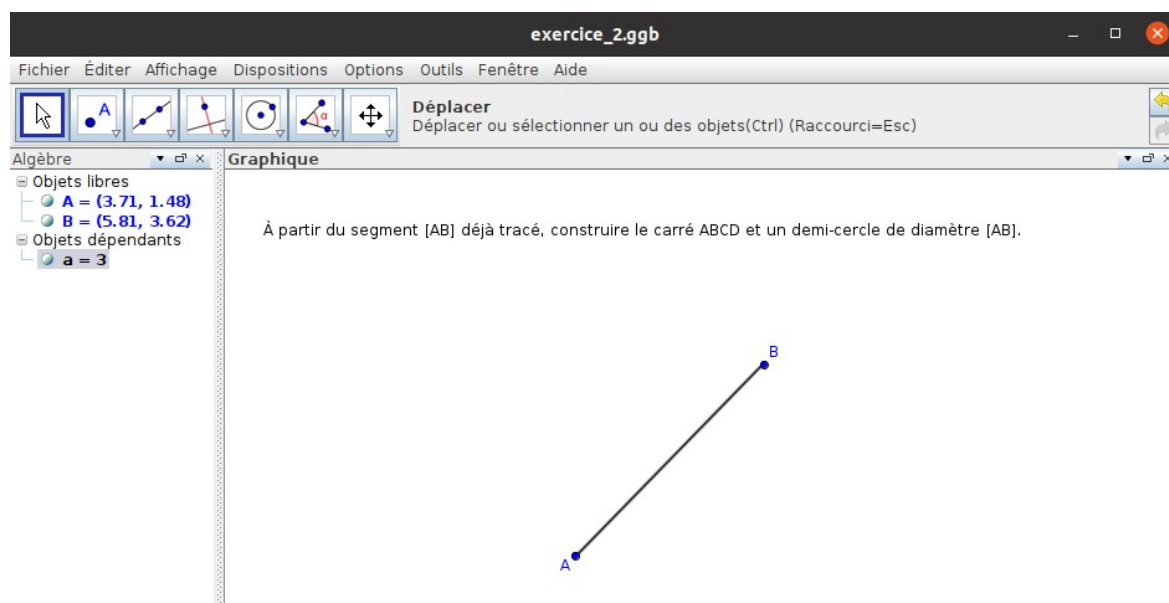 exercice_2.ggb
Fichier Éditer Affichage Dispositions Options Outils Fenêtre Aide
A
α
Déplacer
Déplacer ou sélectionner un ou des objets(Ctrl) (Raccourci=Esc)
Algèbre
Graphique
Objets libres
A = (3.71, 1.48)
B = (5.81, 3.62)
Objets dépendants
a = 3
À partir du segment [AB] déjà tracé, construire le carré ABCD et un demi-cercle de diamètre [AB].
B
A